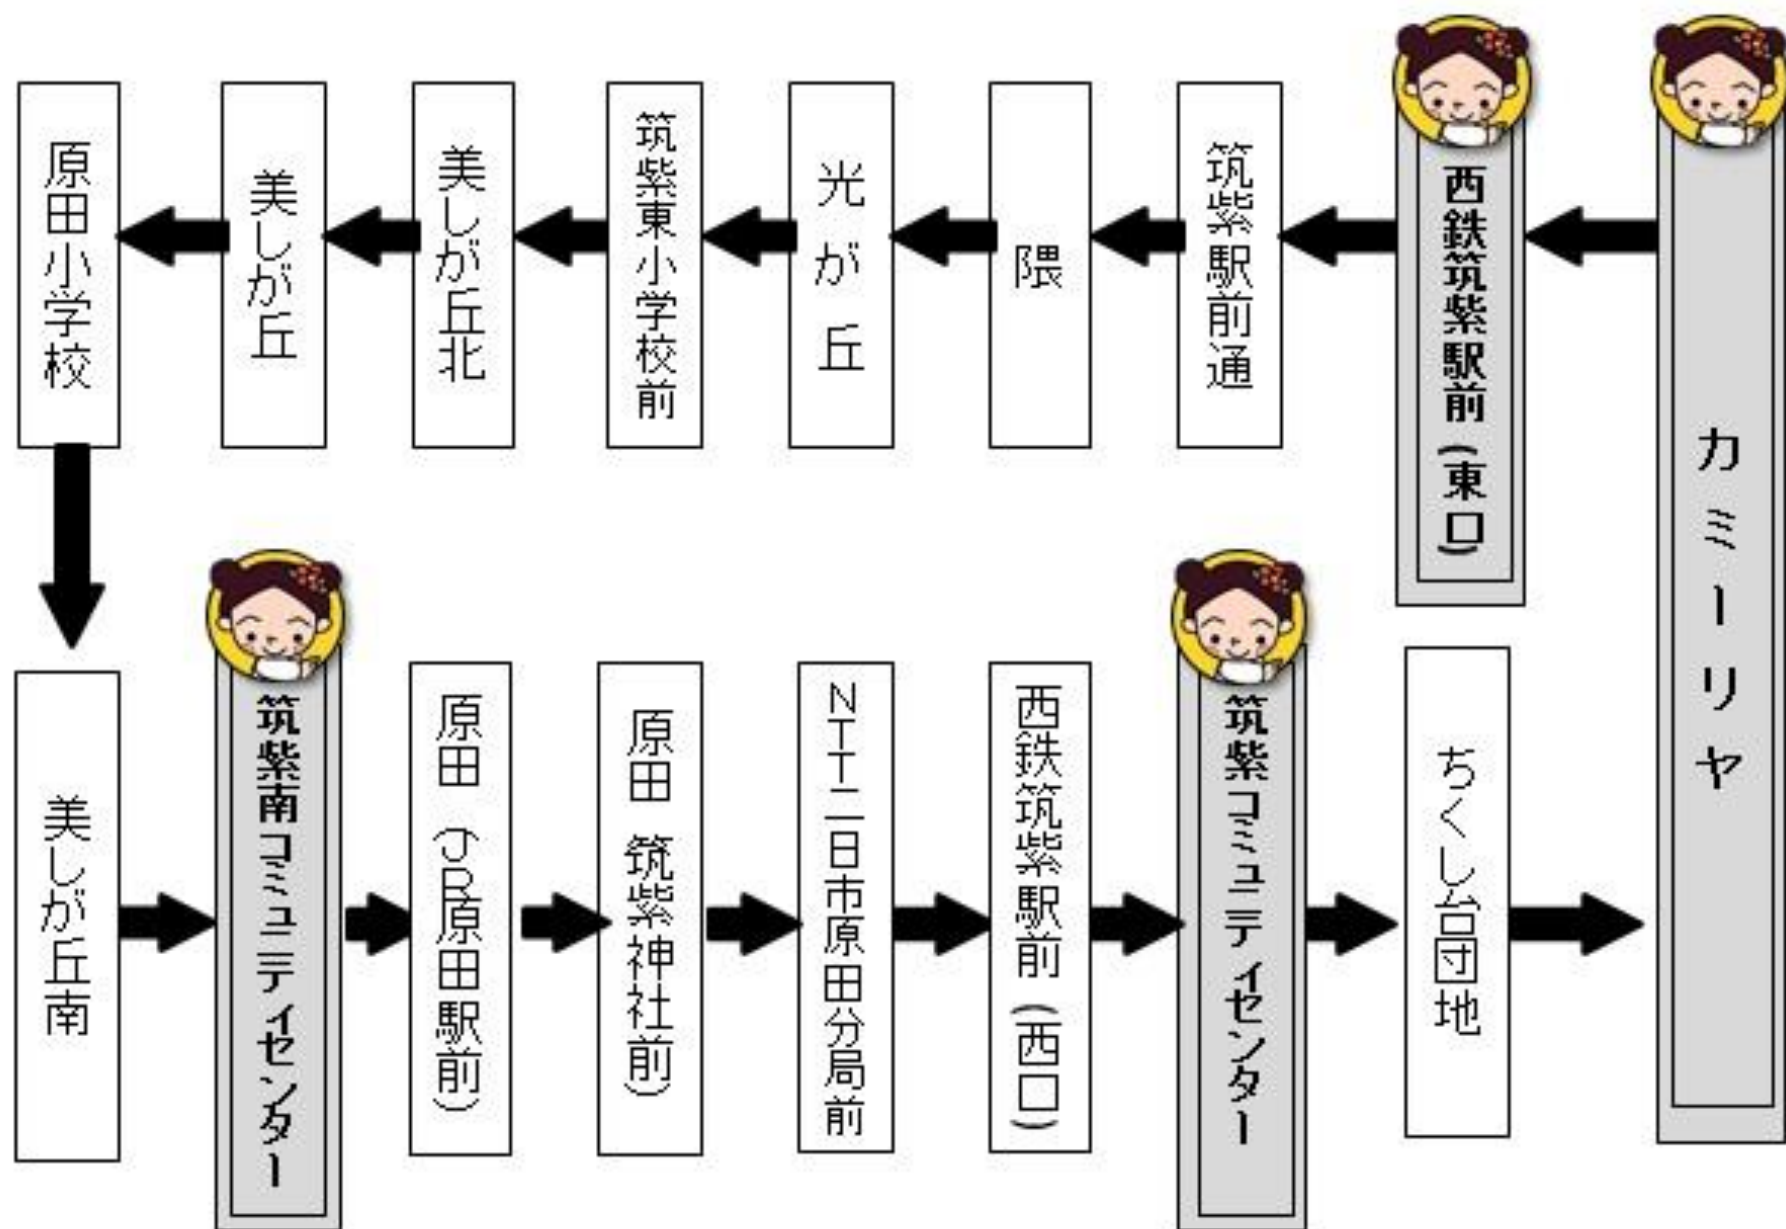 カミーリヤ
西鉄筑紫駅前(東口)
筑紫駅前通
隈
光が丘
筑紫東小学校前
美しが丘北
美しが丘
原田小学校
美しが丘南
筑紫南コミュニティセンター
原田(JR原田駅前)
原田(筑紫神社前)
NTT二日市原田分局前
西鉄筑紫駅前(西口)
筑紫コミュニティセンター
ちくし台団地